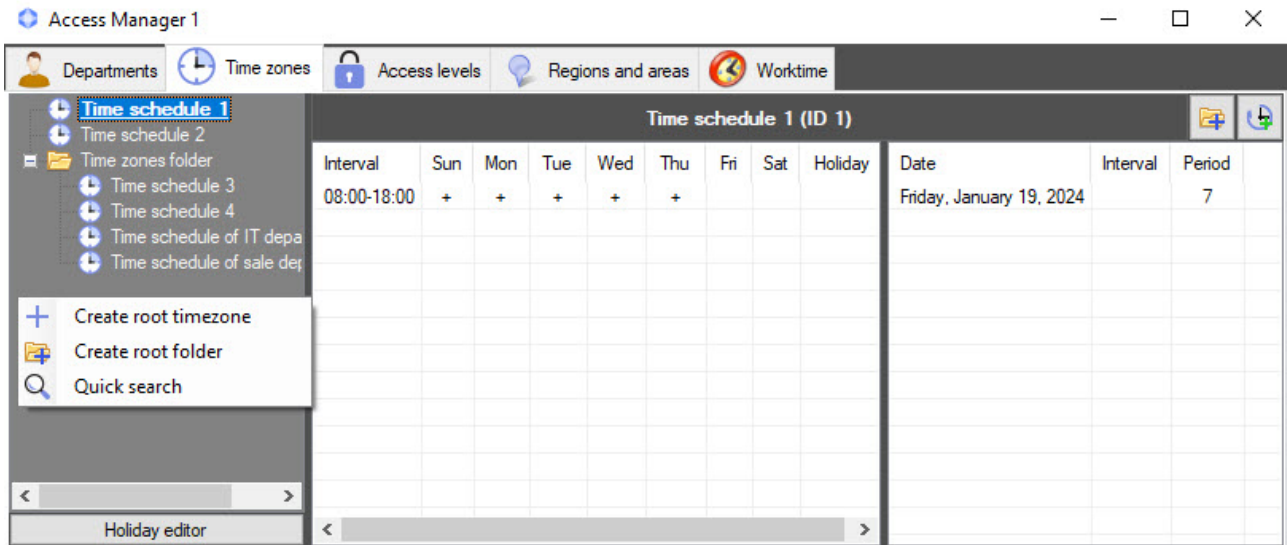 Access Manager 1
Departments Time zones Access levels Regions and areas Worktime
Time schedule 1
Time schedule 2
Time zones folder
Time schedule 3
Time schedule 4
Time schedule of IT depa
Time schedule of sale dep
Create root timezone
Create root folder
Quick search
Holiday editor
Time schedule 1 (ID 1)
Interval Sun Mon Tue Wed Thu Fri Sat Holiday
08:00-18:00 + + + + +
Date Interval Period
Friday, January 19, 2024 7